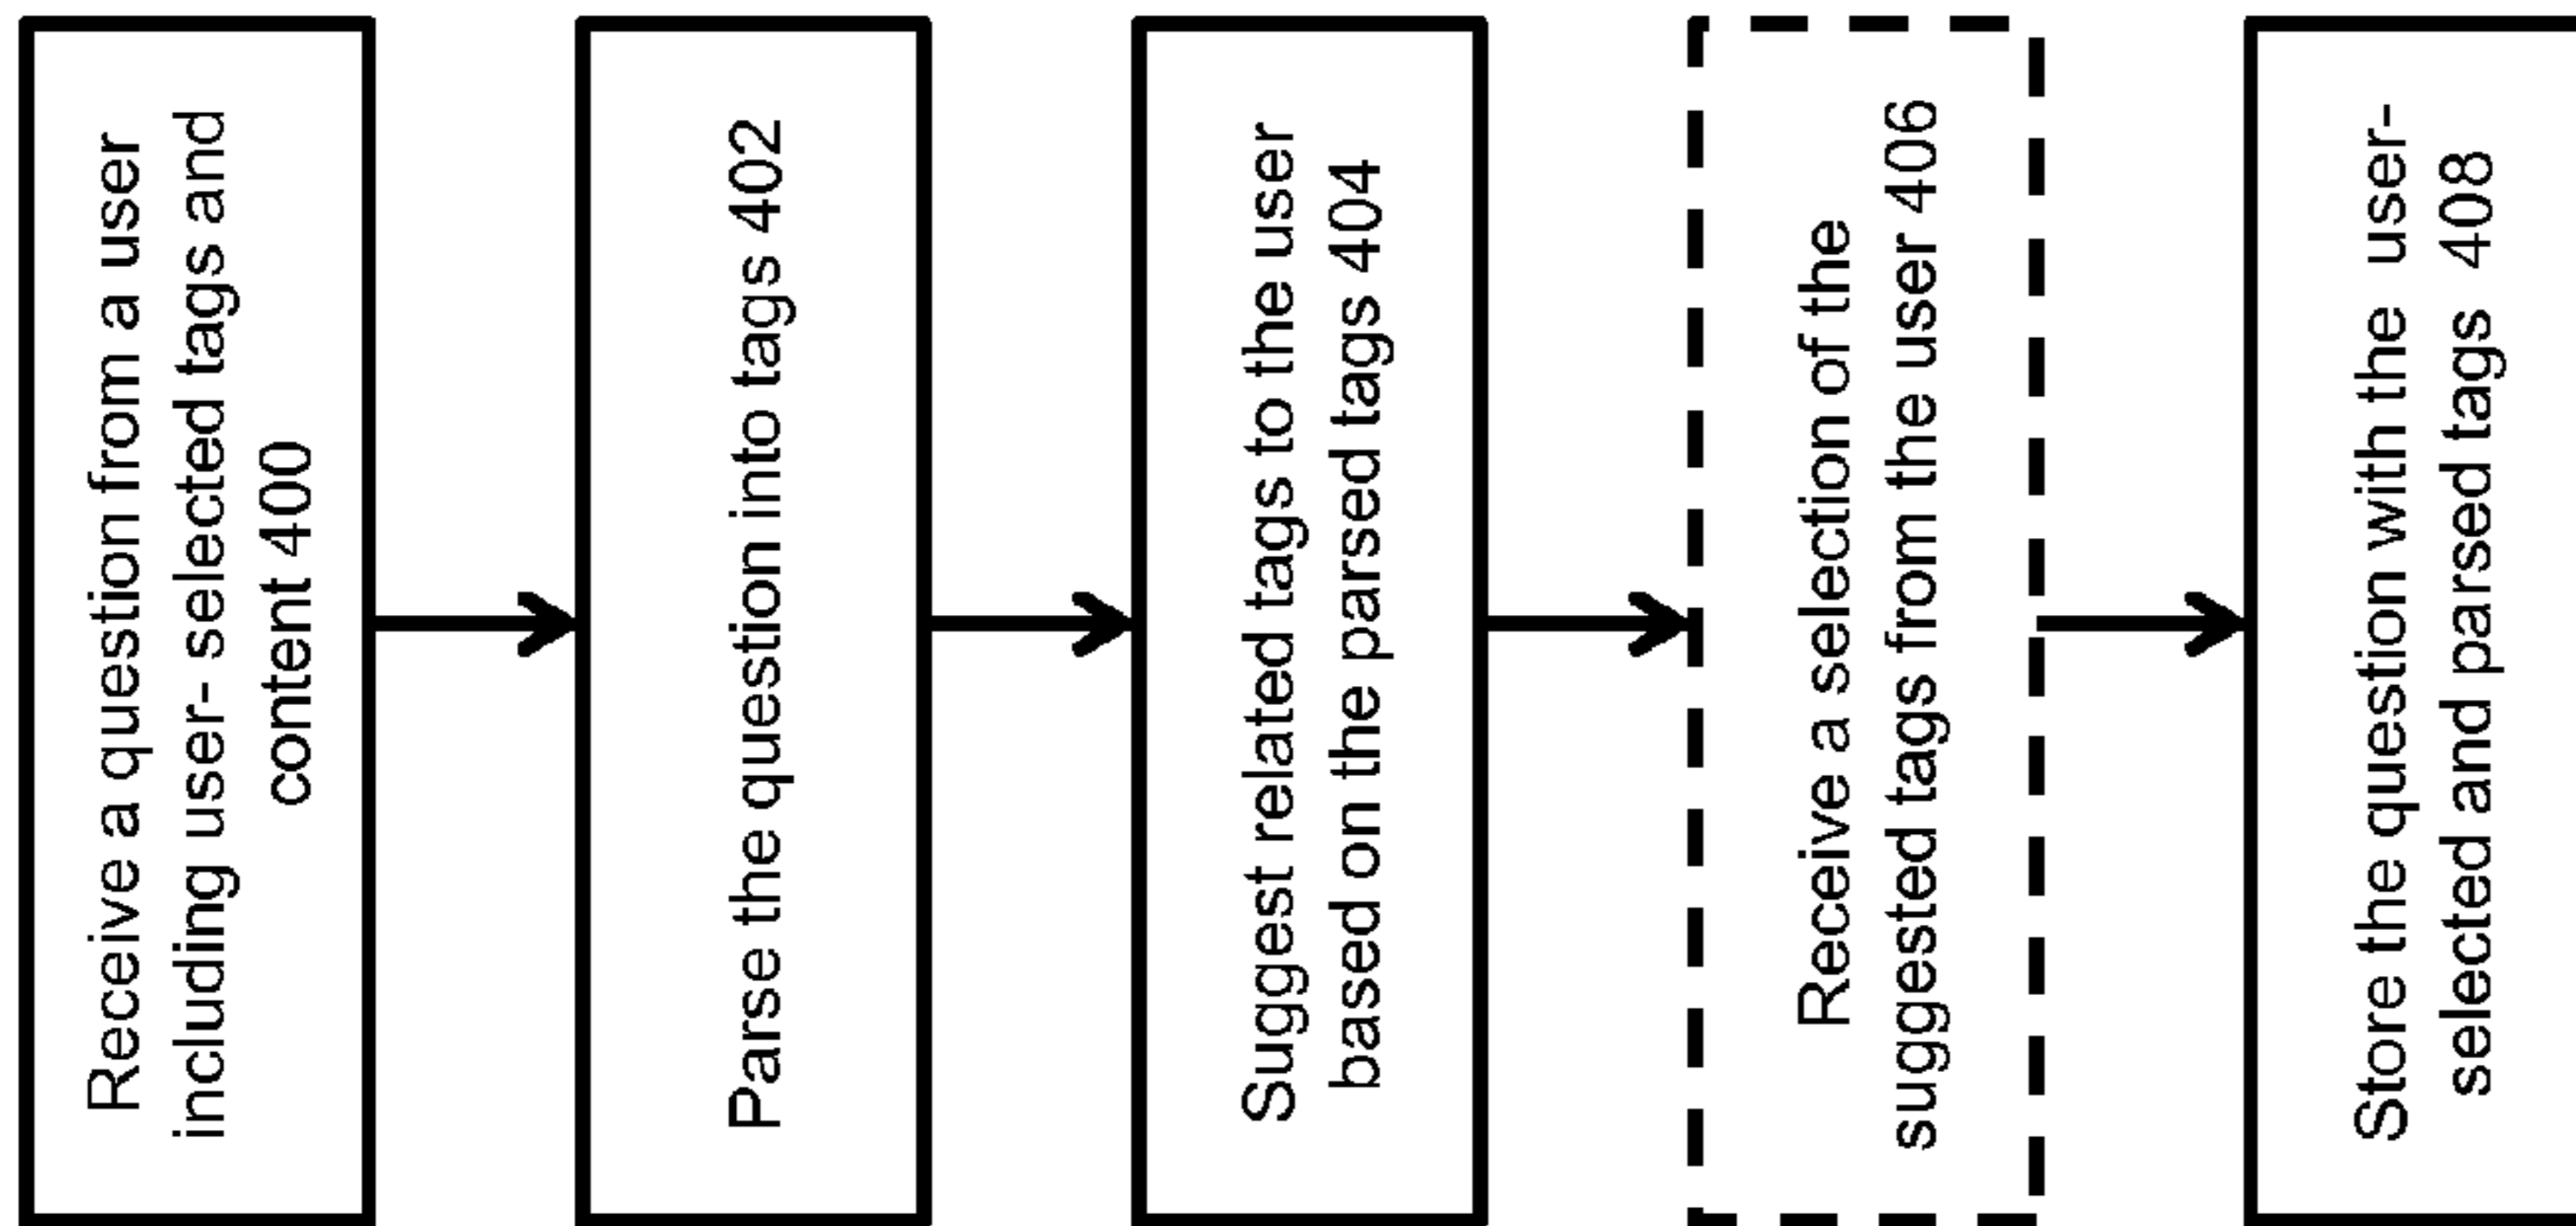 Receive a question from a user
including user- selected tags and
content 400
Parse the question into tags 402
Suggest related tags to the user
based on the parsed tags 404
Receive a selection of the
suggested tags from the user 406
Store the question with the user-
selected and parsed tags 408